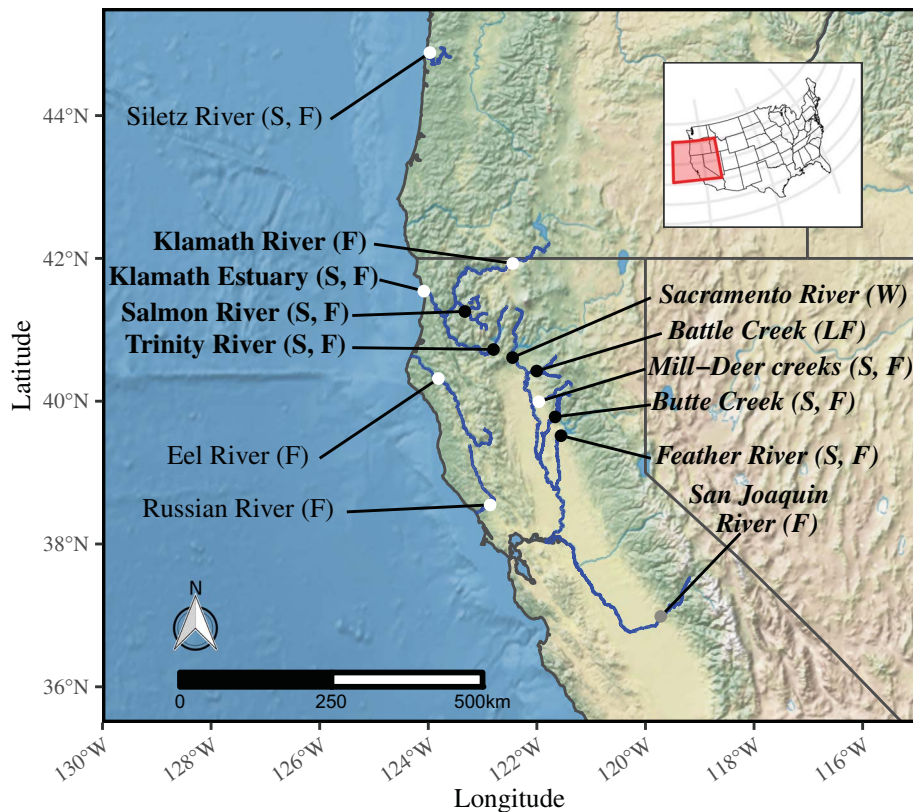 44°N
42°N
40°N
38°N
36°N
Latitude
Siletz River (S, F)
Klamath River (F)
Klamath Estuary (S, F)
Salmon River (S, F)
Trinity River (S, F)
Eel River (F)
Russian River (F)
Sacramento River (W)
Battle Creek (LF)
Mill−Deer creeks (S, F)
Butte Creek (S, F)
Feather River (S, F)
San Joaquin
River (F)
N
0
250
500km
130°W
128°W
126°W
124°W
122°W
120°W
118°W
116°W
Longitude